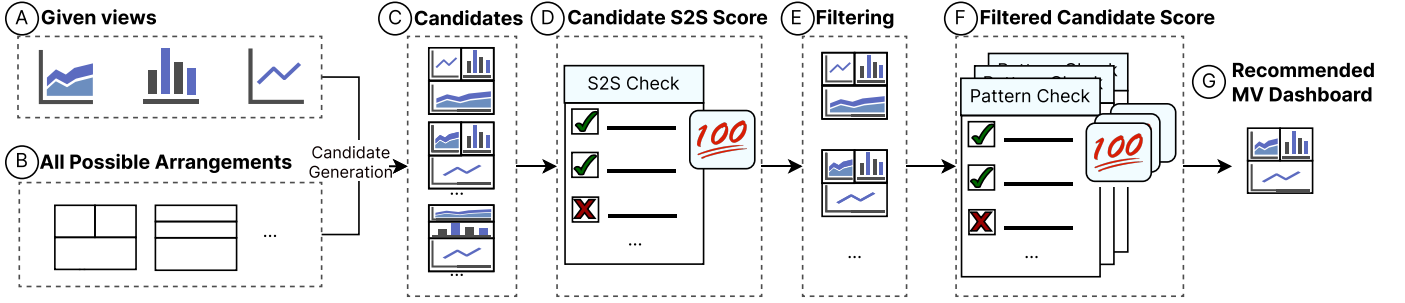 A Given views
B All Possible Arrangements
...
Candidate
Generation
C Candidates
...
...
D Candidate S2S Score
S2S Check
100
...
E Filtering
...
F Filtered Candidate Score
Pattern Check
100
...
G Recommended
MV Dashboard